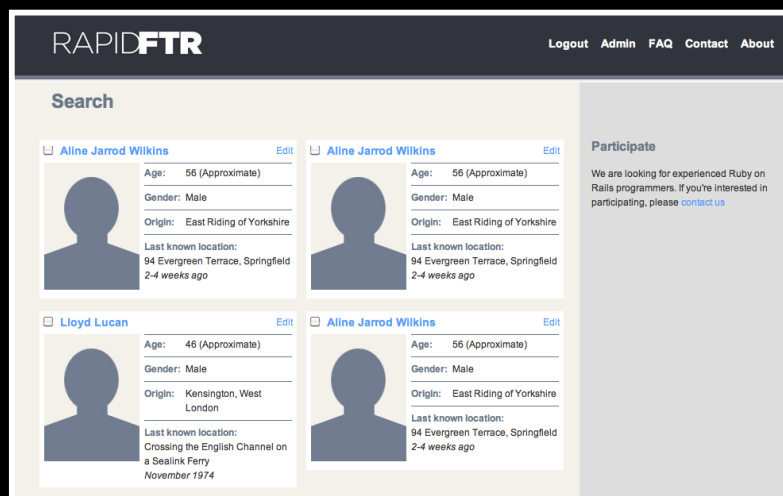 RAPIDFTR
Logout Admin FAQ Contact About
Search
Aline Jarrod Wilkins Edit
Age: 56 (Approximate)
Gender: Male
Origin: East Riding of Yorkshire
Last known location:
94 Evergreen Terrace, Springfield
2-4 weeks ago
Aline Jarrod Wilkins Edit
Age: 56 (Approximate)
Gender: Male
Origin: East Riding of Yorkshire
Last known location:
94 Evergreen Terrace, Springfield
2-4 weeks ago
Lloyd Lucan Edit
Age: 46 (Approximate)
Gender: Male
Origin: Kensington, West
London
Last known location:
Crossing the English Channel on
a Sealink Ferry
November 1974
Aline Jarrod Wilkins Edit
Age: 56 (Approximate)
Gender: Male
Origin: East Riding of Yorkshire
Last known location:
94 Evergreen Terrace, Springfield
2-4 weeks ago
Participate
We are looking for experienced Ruby on
Rails programmers. If you're interested in
participating, please contact us